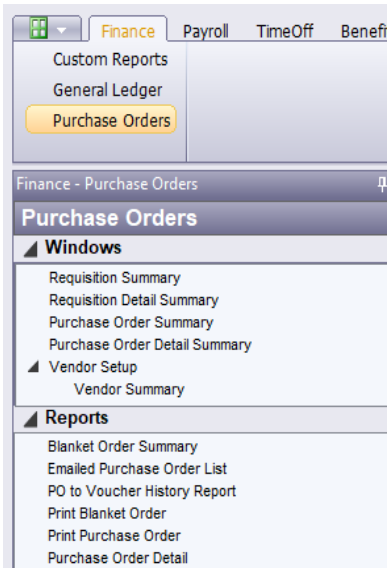 Finance Payroll TimeOff Benefi
Custom Reports
General Ledger
Purchase Orders
Finance - Purchase Orders
Purchase Orders
Windows
Requisition Summary
Requisition Detail Summary
Purchase Order Summary
Purchase Order Detail Summary
Vendor Setup
Vendor Summary
Reports
Blanket Order Summary
Emailed Purchase Order List
PO to Voucher History Report
Print Blanket Order
Print Purchase Order
Purchase Order Detail